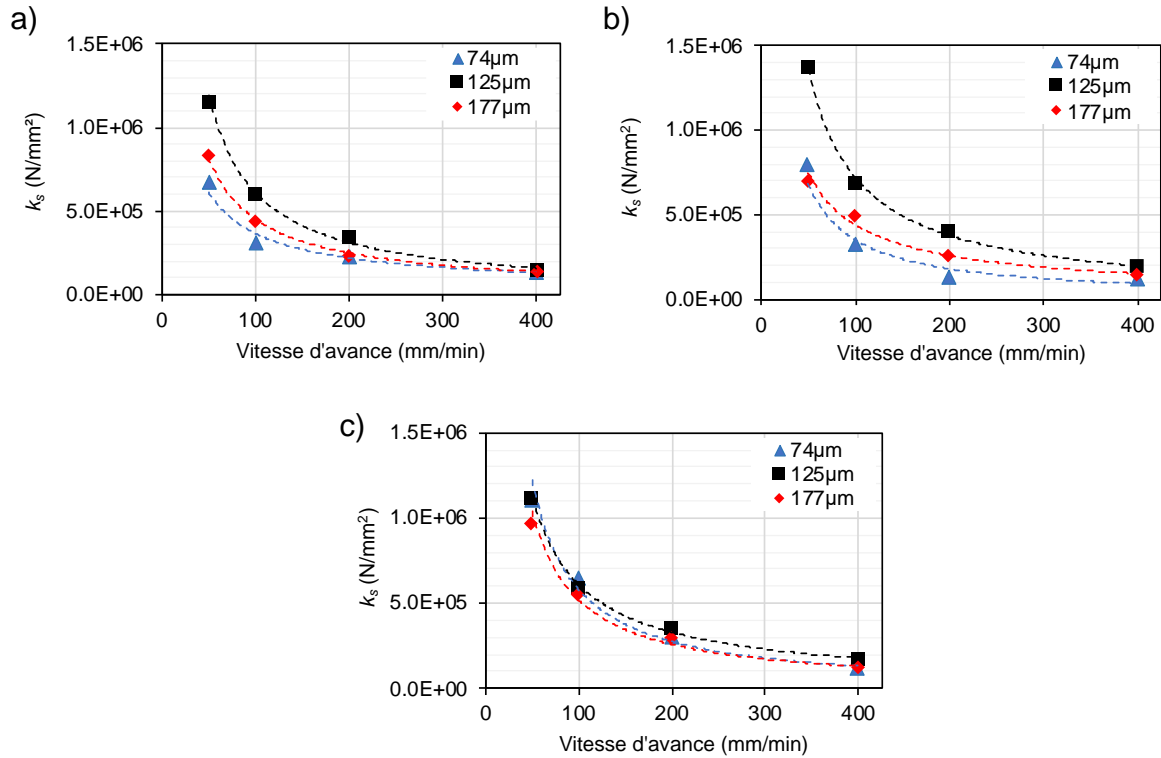 a)
1.5E+06
1.0E+06
5.0E+05
0.0E+00
kₛ (N/mm²)
74µm
125µm
177µm
0 100 200 300 400
Vitesse d'avance (mm/min)
b)
1.5E+06
1.0E+06
5.0E+05
0.0E+00
kₛ (N/mm²)
74µm
125µm
177µm
0 100 200 300 400
Vitesse d'avance (mm/min)
c)
1.5E+06
1.0E+06
5.0E+05
0.0E+00
kₛ (N/mm²)
74µm
125µm
177µm
0 100 200 300 400
Vitesse d'avance (mm/min)